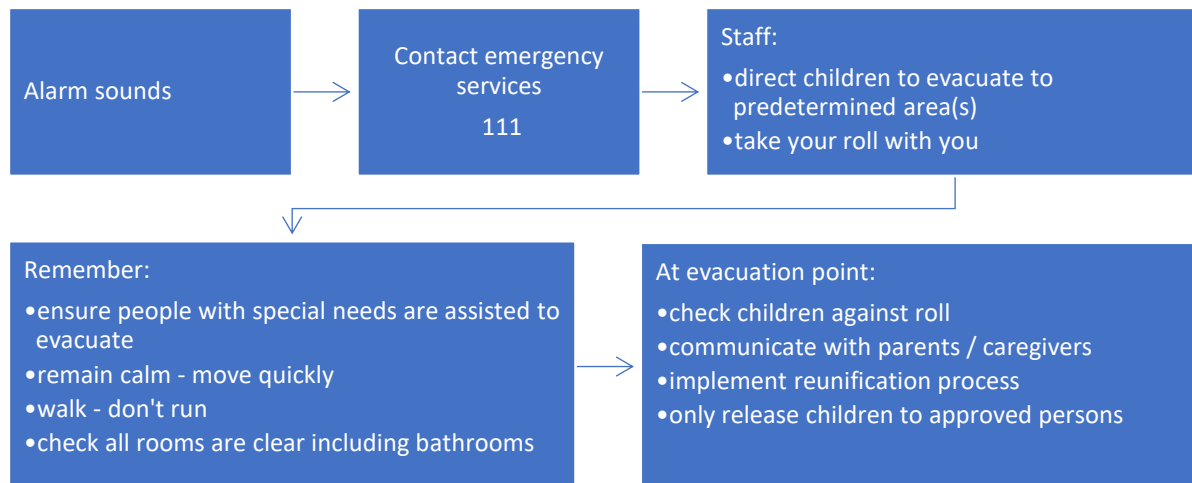 Alarm sounds
Contact emergency
services
111
Staff:
•direct children to evacuate to
predetermined area(s)
•take your roll with you
Remember:
•ensure people with special needs are assisted to
evacuate
•remain calm - move quickly
•walk - don't run
•check all rooms are clear including bathrooms
At evacuation point:
•check children against roll
•communicate with parents / caregivers
•implement reunification process
•only release children to approved persons